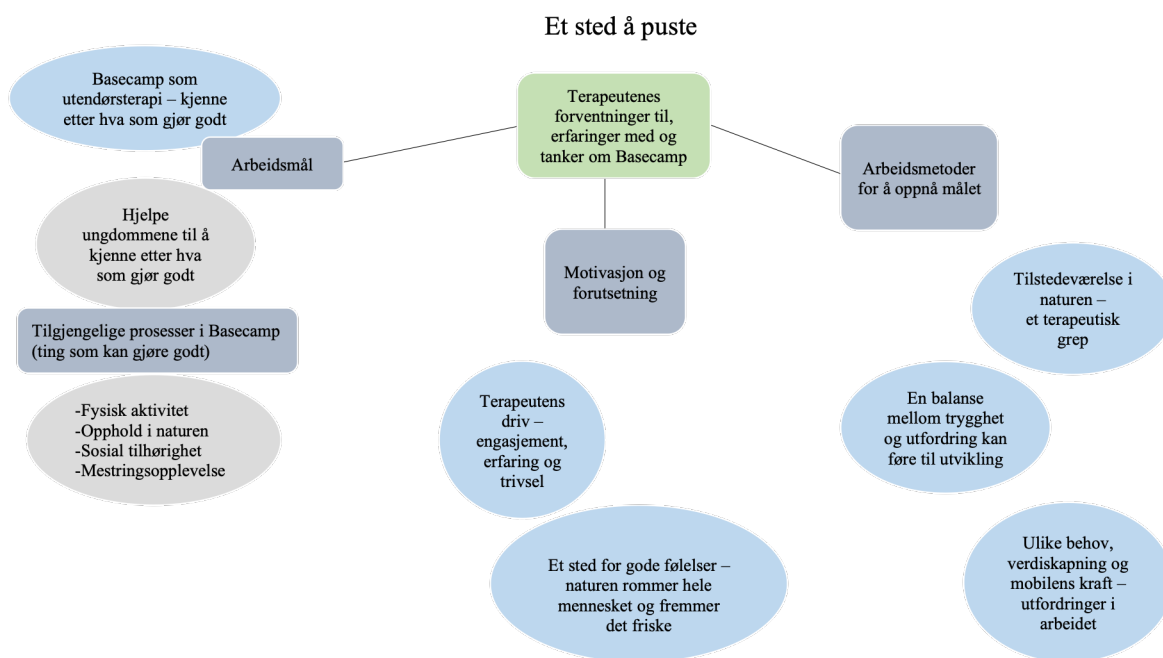 Et sted å puste
Basecamp som
utendørsterapi – kjenne
etter hva som gjør godt
Arbeidsmål
Hjelpe
ungdommene til å
kjenne etter hva
som gjør godt
Tilgjengelige prosesser i Basecamp
(ting som kan gjøre godt)
-Fysisk aktivitet
-Opphold i naturen
-Sosial tilhørighet
-Mestringsopplevelse
Terapeutenes
forventninger til,
erfaringer med og
tanker om Basecamp
Motivasjon og
forutsetning
Terapeutens
driv –
engasjement,
erfaring og
trivsel
Et sted for gode følelser –
naturen rommer hele
mennesket og fremmer
det friske
Arbeidsmetoder
for å oppnå målet
Tilstedeværelse i
naturen –
et terapeutisk
grep
En balanse
mellom trygghet
og utfordring kan
føre til utvikling
Ulike behov,
verdiskapning og
mobilens kraft –
utfordringer i
arbeidet